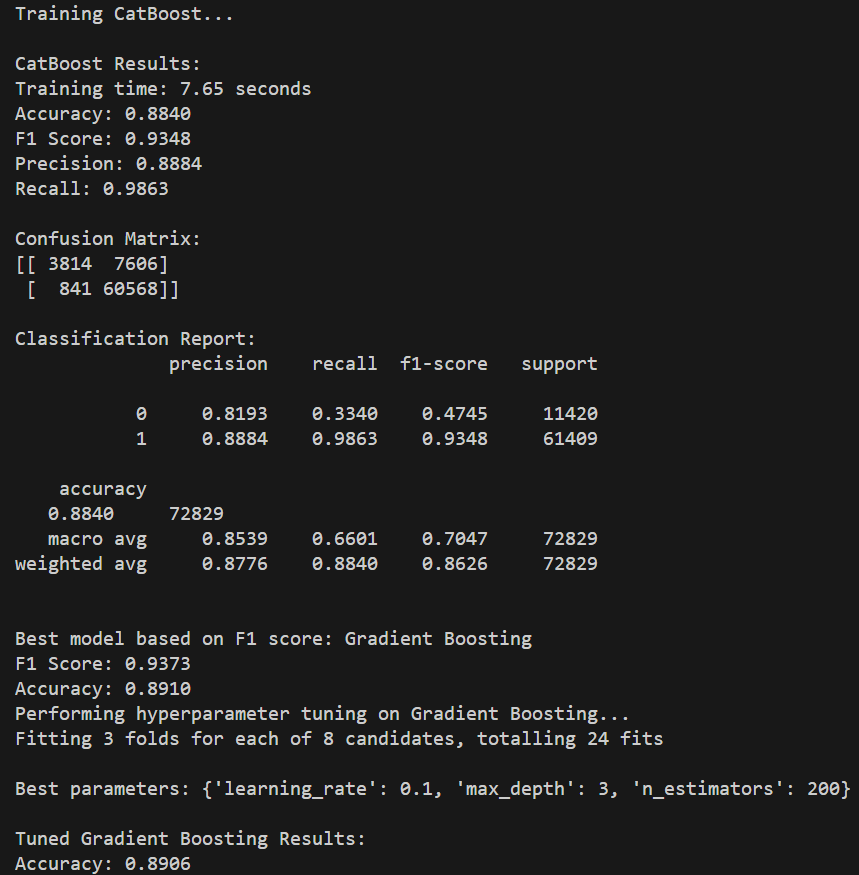 Training CatBoost...
CatBoost Results:
Training time: 7.65 seconds
Accuracy: 0.8840
F1 Score: 0.9348
Precision: 0.8884
Recall: 0.9863
Confusion Matrix:
[[ 3814  7606]
 [  841 60568]]
Classification Report:
              precision    recall  f1-score   support
           0     0.8193    0.3340    0.4745     11420
           1     0.8884    0.9863    0.9348     61409
    accuracy
   0.8840     72829
   macro avg     0.8539    0.6601    0.7047     72829
weighted avg     0.8776    0.8840    0.8626     72829
Best model based on F1 score: Gradient Boosting
F1 Score: 0.9373
Accuracy: 0.8910
Performing hyperparameter tuning on Gradient Boosting...
Fitting 3 folds for each of 8 candidates, totalling 24 fits
Best parameters: {'learning_rate': 0.1, 'max_depth': 3, 'n_estimators': 200}
Tuned Gradient Boosting Results:
Accuracy: 0.8906